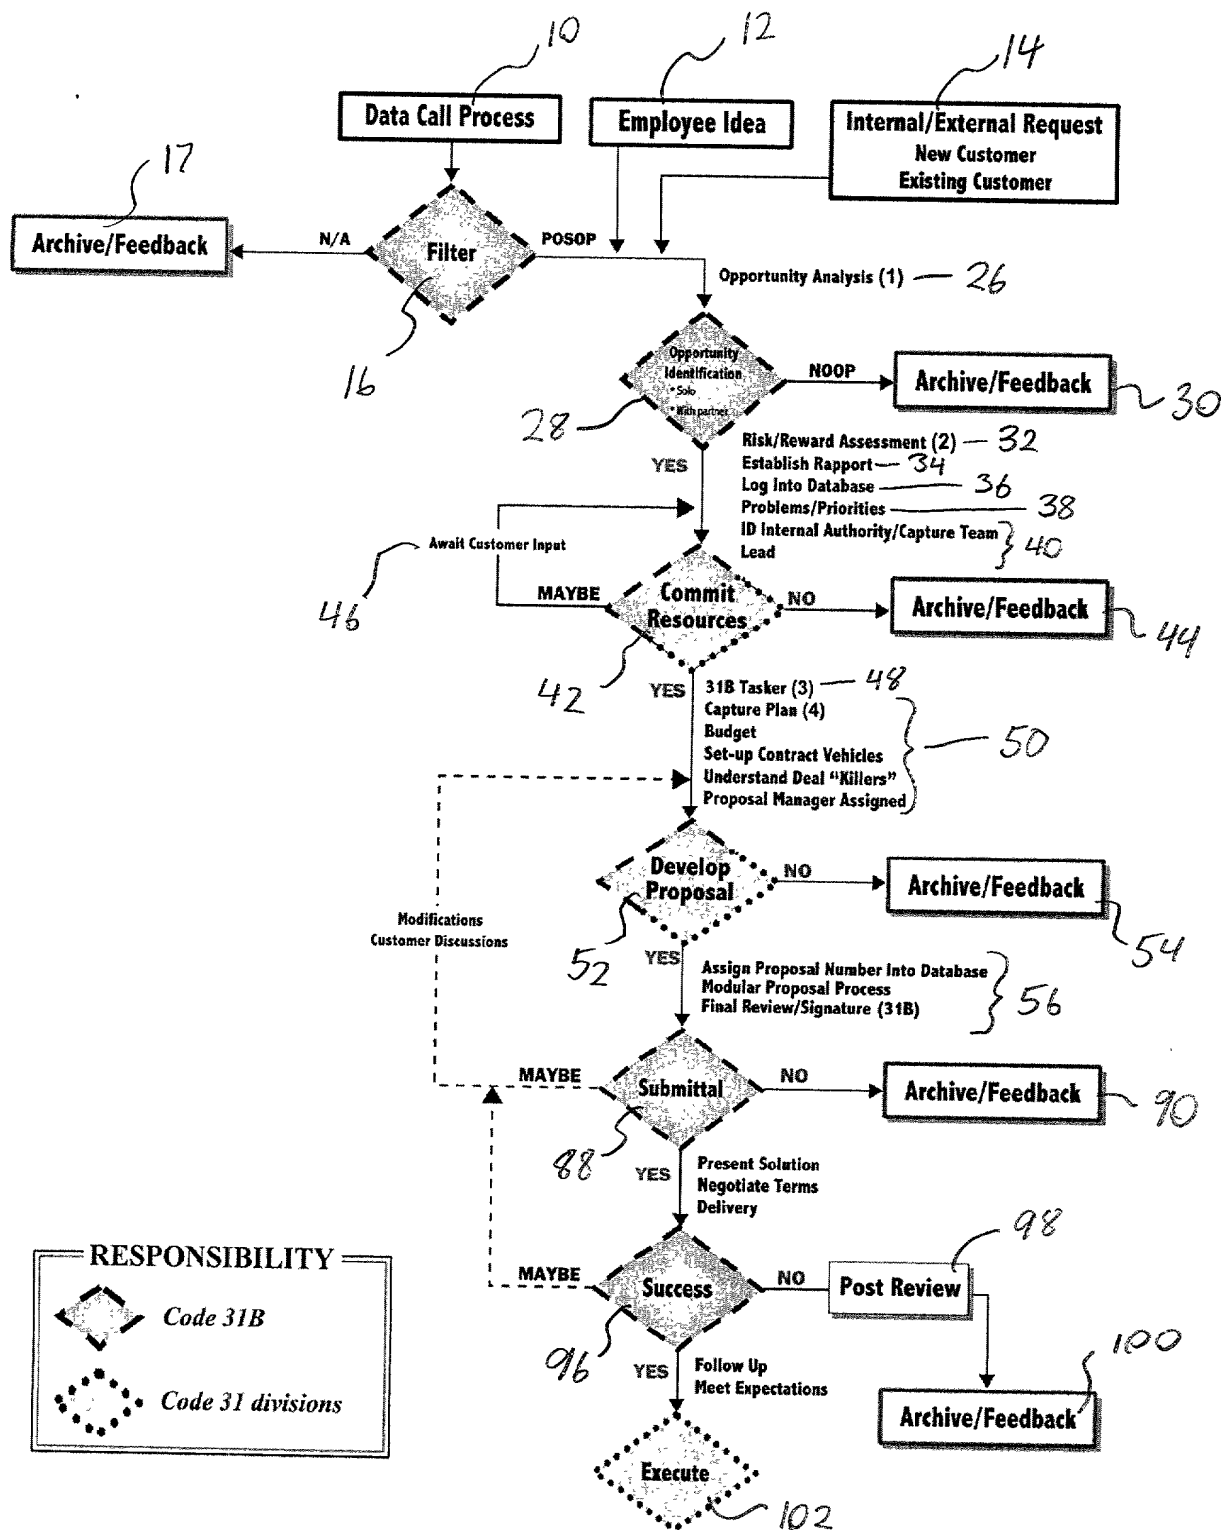 10
12
14
Data Call Process
Employee Idea
Internal/External Request
New Customer
Existing Customer
17
Archive/Feedback
N/A
Filter
POSOP
16
Opportunity Analysis (1)
26
Opportunity
Identification
• Solo
• With partner
NOOP
Archive/Feedback
28
30
YES
Risk/Reward Assessment (2)
32
Establish Rapport
34
Log Into Database
36
Problems/Priorities
38
ID Internal Authority/Capture Team
Lead
40
Await Customer Input
46
MAYBE
Commit
Resources
NO
Archive/Feedback
42
44
YES
31B Tasker (3)
48
Capture Plan (4)
Budget
Set-up Contract Vehicles
Understand Deal “Killers”
Proposal Manager Assigned
50
Develop
Proposal
NO
Archive/Feedback
52
54
Modifications
Customer Discussions
YES
Assign Proposal Number Into Database
Modular Proposal Process
Final Review/Signature (31B)
56
MAYBE
Submittal
NO
Archive/Feedback
88
90
YES
Present Solution
Negotiate Terms
Delivery
MAYBE
Success
NO
Post Review
98
96
YES
Follow Up
Meet Expectations
Archive/Feedback
100
Execute
102
RESPONSIBILITY
Code 31B
Code 31 divisions